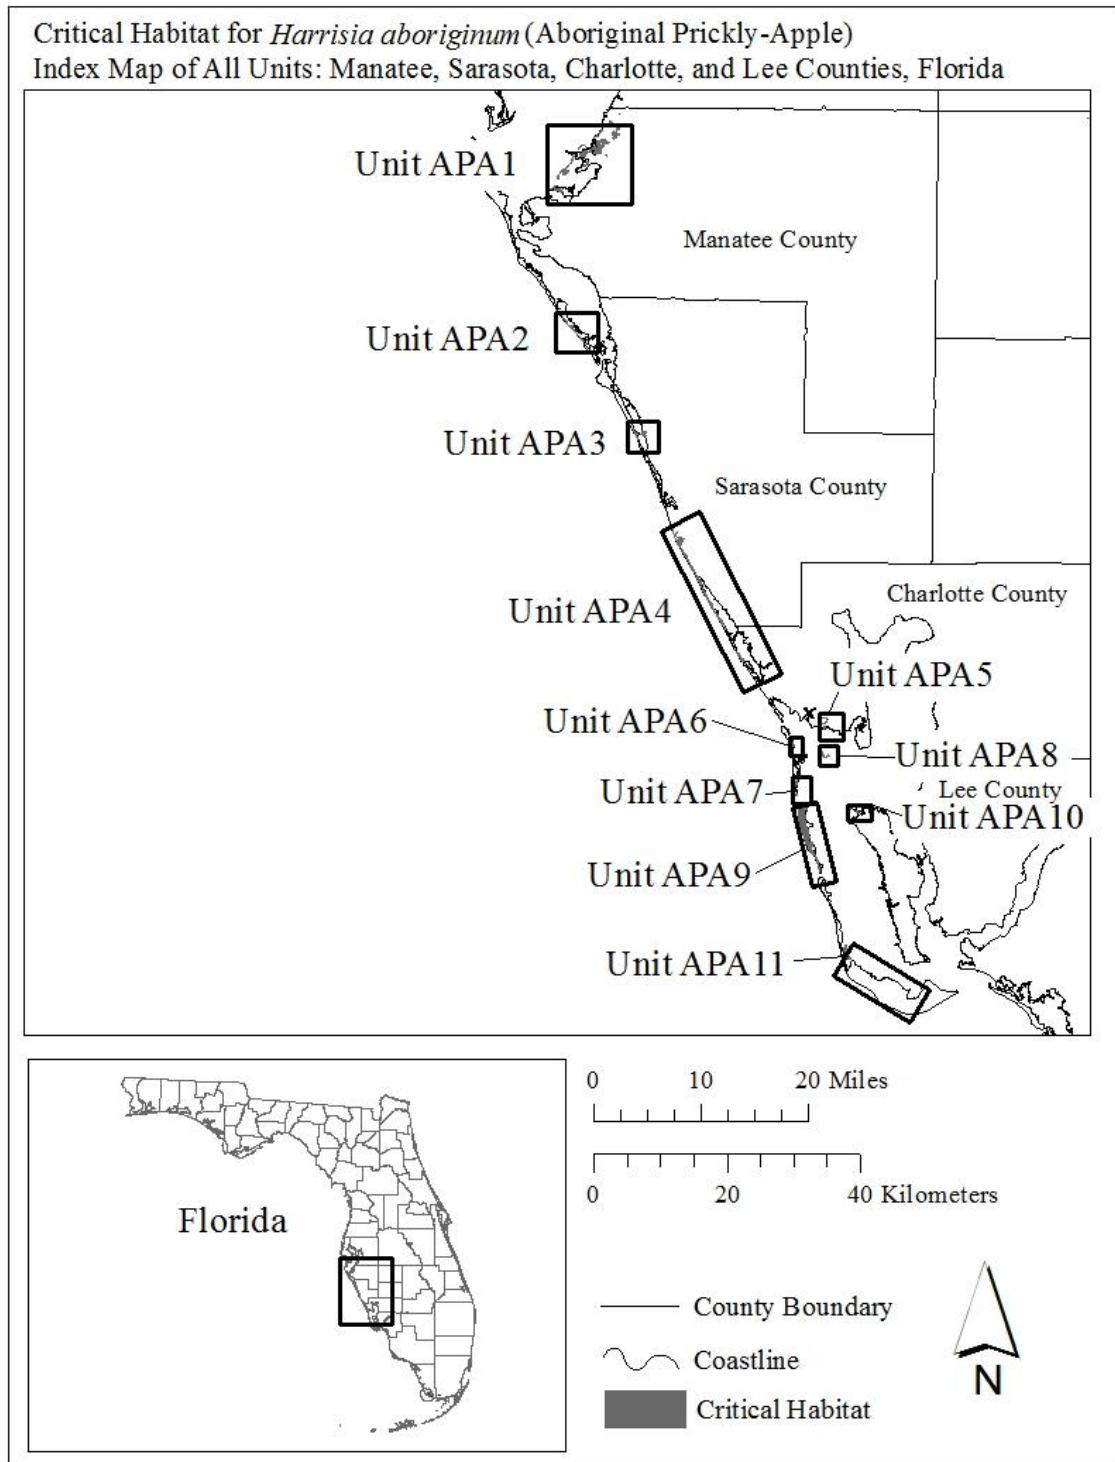 Critical Habitat for Harrisia aboriginum (Aboriginal Prickly-Apple)
Index Map of All Units: Manatee, Sarasota, Charlotte, and Lee Counties, Florida
Unit APA1
Manatee County
Unit APA2
Unit APA3
Sarasota County
Charlotte County
Unit APA4
Unit APA5
Unit APA6
Unit APA8
Unit APA7
Lee County
Unit APA10
Unit APA9
Unit APA11
Florida
0 10 20 Miles
0 20 40 Kilometers
County Boundary
Coastline
Critical Habitat
N